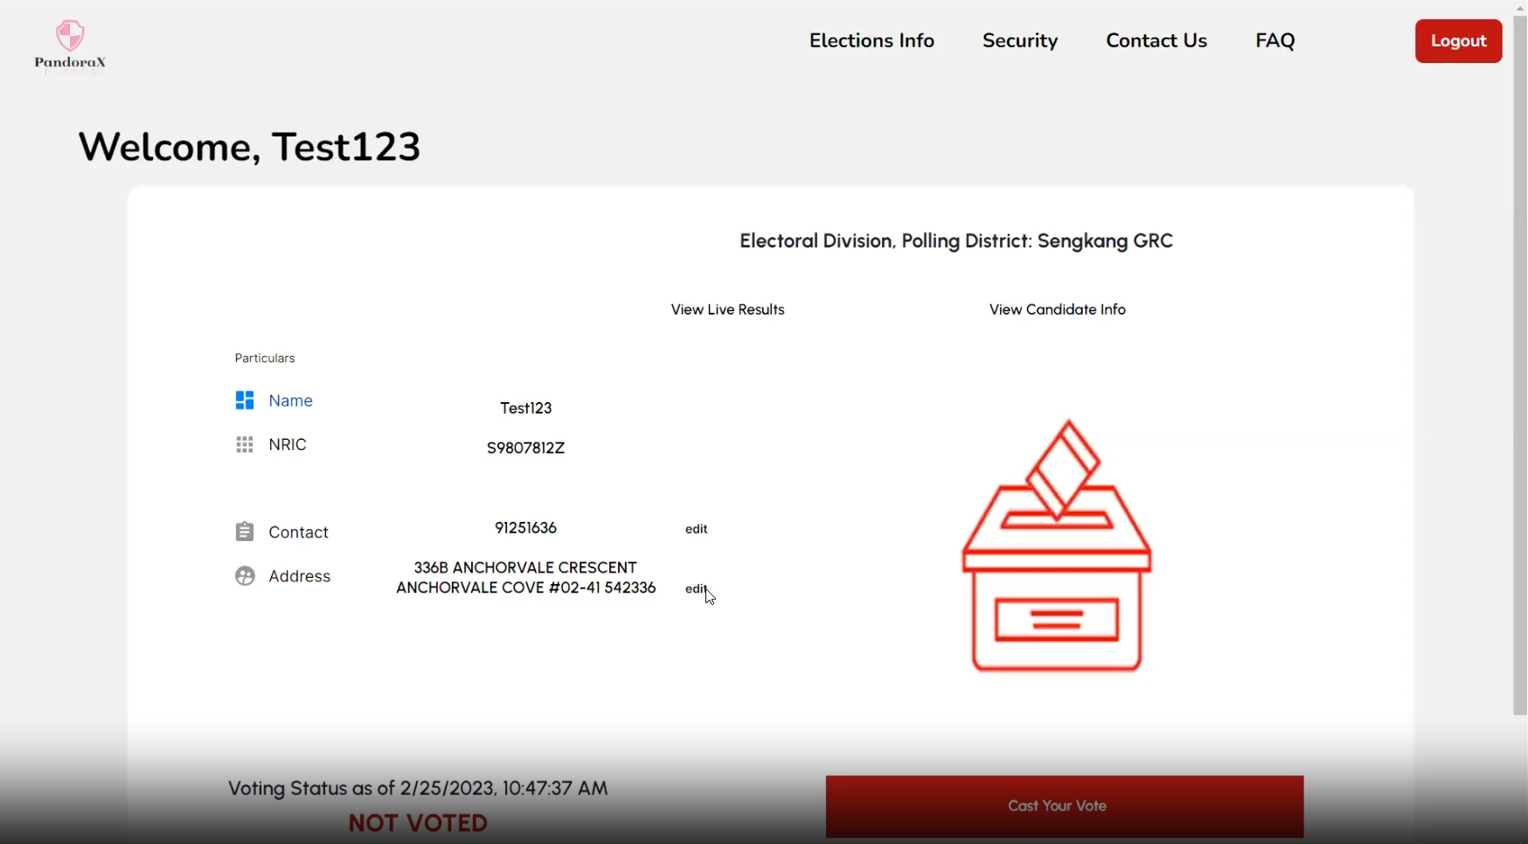 PandoraX
Elections Info
Security
Contact Us
FAQ
Logout
Welcome, Test123
Electoral Division, Polling District: Sengkang GRC
View Live Results
View Candidate Info
Particulars
Name
Test123
NRIC
S9807812Z
Contact
91251636
edit
Address
336B ANCHORVALE CRESCENT
ANCHORVALE COVE #02-41 542336
edit
Voting Status as of 2/25/2023, 10:47:37 AM
NOT VOTED
Cast Your Vote